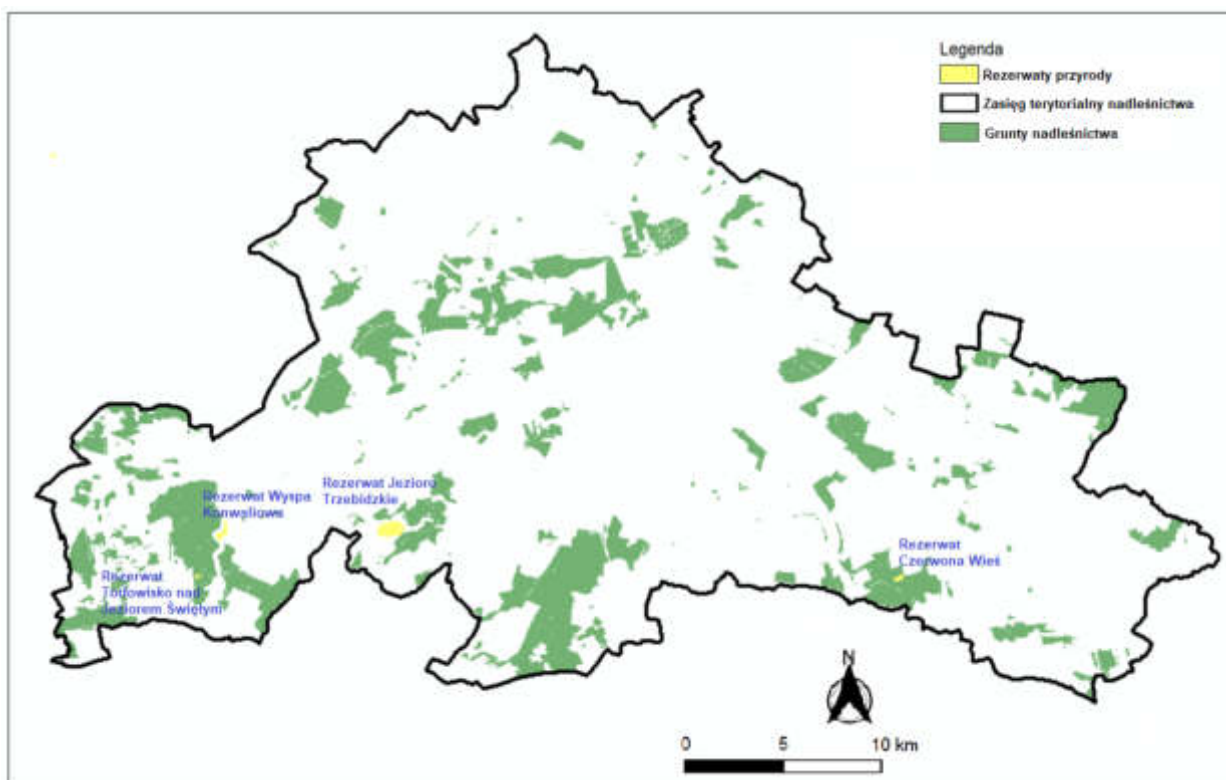 Legenda
Rezerwaty przyrody
Zasięg terytorialny nadleśnictwa
Grunty nadleśnictwa
Rezerwat Wyspa
Konwaliowa
Rezerwat Jezioro
Trzebidzkie
Rezerwat
Torfowisko nad
Jeziorem Świętym
Rezerwat
Czerwona Wieś
N
0 5 10 km